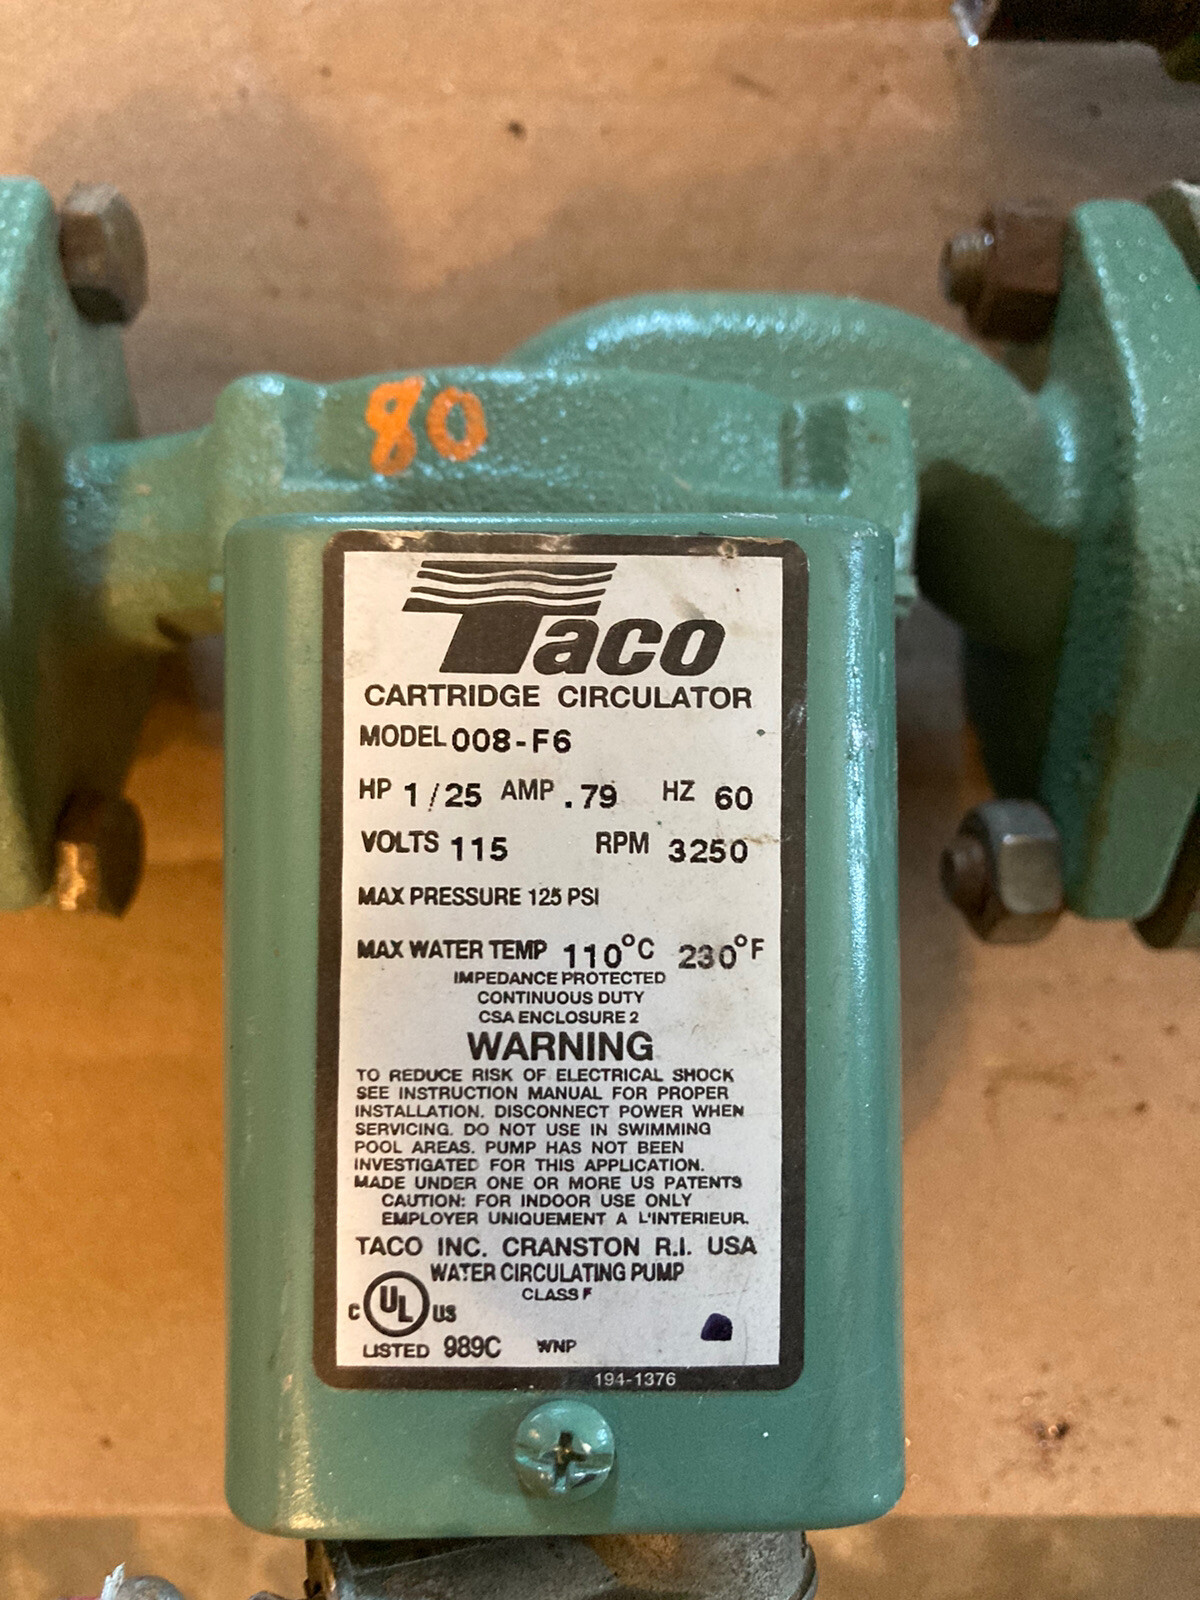 80
Taco
CARTRIDGE CIRCULATOR
MODEL 008-F6
HP 1/25 AMP .79 HZ 60
VOLTS 115 RPM 3250
MAX PRESSURE 125 PSI
MAX WATER TEMP 110°C 230°F
IMPEDANCE PROTECTED
CONTINUOUS DUTY
CSA ENCLOSURE 2
WARNING
TO REDUCE RISK OF ELECTRICAL SHOCK
SEE INSTRUCTION MANUAL FOR PROPER
INSTALLATION. DISCONNECT POWER WHEN
SERVICING. DO NOT USE IN SWIMMING
POOL AREAS. PUMP HAS NOT BEEN
INVESTIGATED FOR THIS APPLICATION.
MADE UNDER ONE OR MORE US PATENTS
CAUTION: FOR INDOOR USE ONLY
EMPLOYER UNIQUEMENT A L'INTERIEUR.
TACO INC. CRANSTON R.I. USA
WATER CIRCULATING PUMP
CLASS F
C UL US
LISTED 989C WNP
194-1376